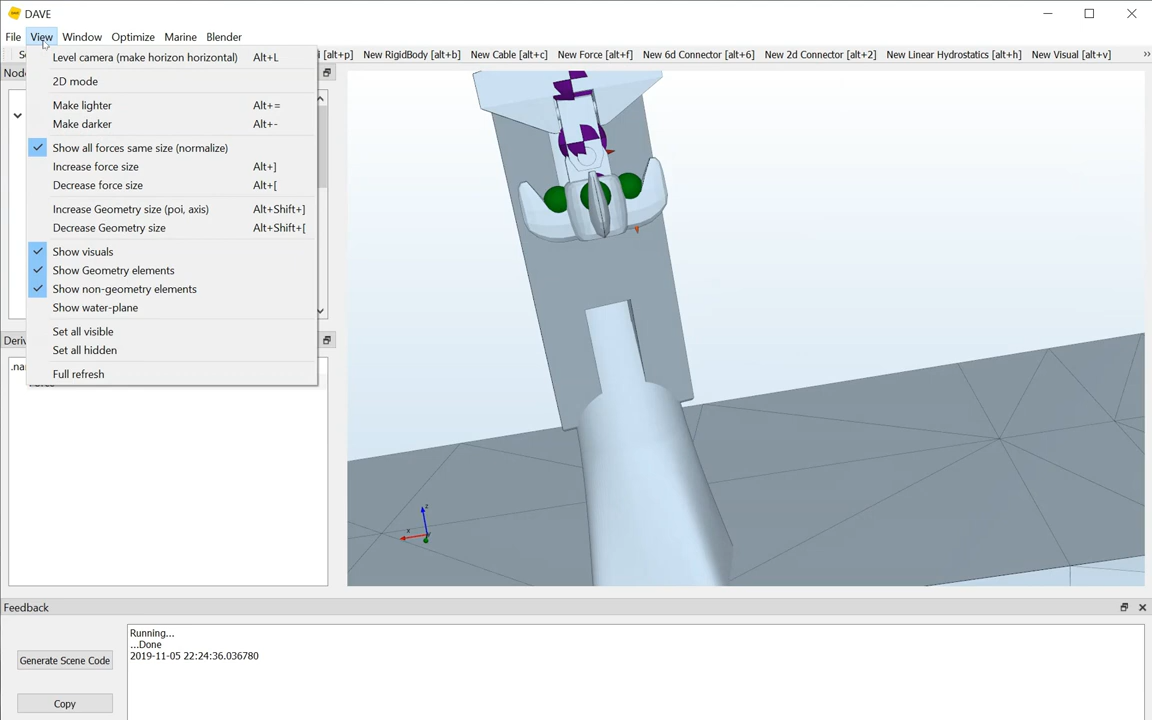 DAVE
File View Window Optimize Marine Blender
[alt+p] New RigidBody [alt+b] New Cable [alt+c] New Force [alt+f] New 6d Connector [alt+6] New 2d Connector [alt+2] New Linear Hydrostatics [alt+h] New Visual [alt+v] »
Level camera (make horizon horizontal) Alt+L
2D mode
Make lighter Alt+=
Make darker Alt+-
Show all forces same size (normalize)
Increase force size Alt+]
Decrease force size Alt+[
Increase Geometry size (poi, axis) Alt+Shift+]
Decrease Geometry size Alt+Shift+[
Show visuals
Show Geometry elements
Show non-geometry elements
Show water-plane
Set all visible
Set all hidden
Full refresh
x z
Feedback
Running...
...Done
2019-11-05 22:24:36.036780
Generate Scene Code
Copy